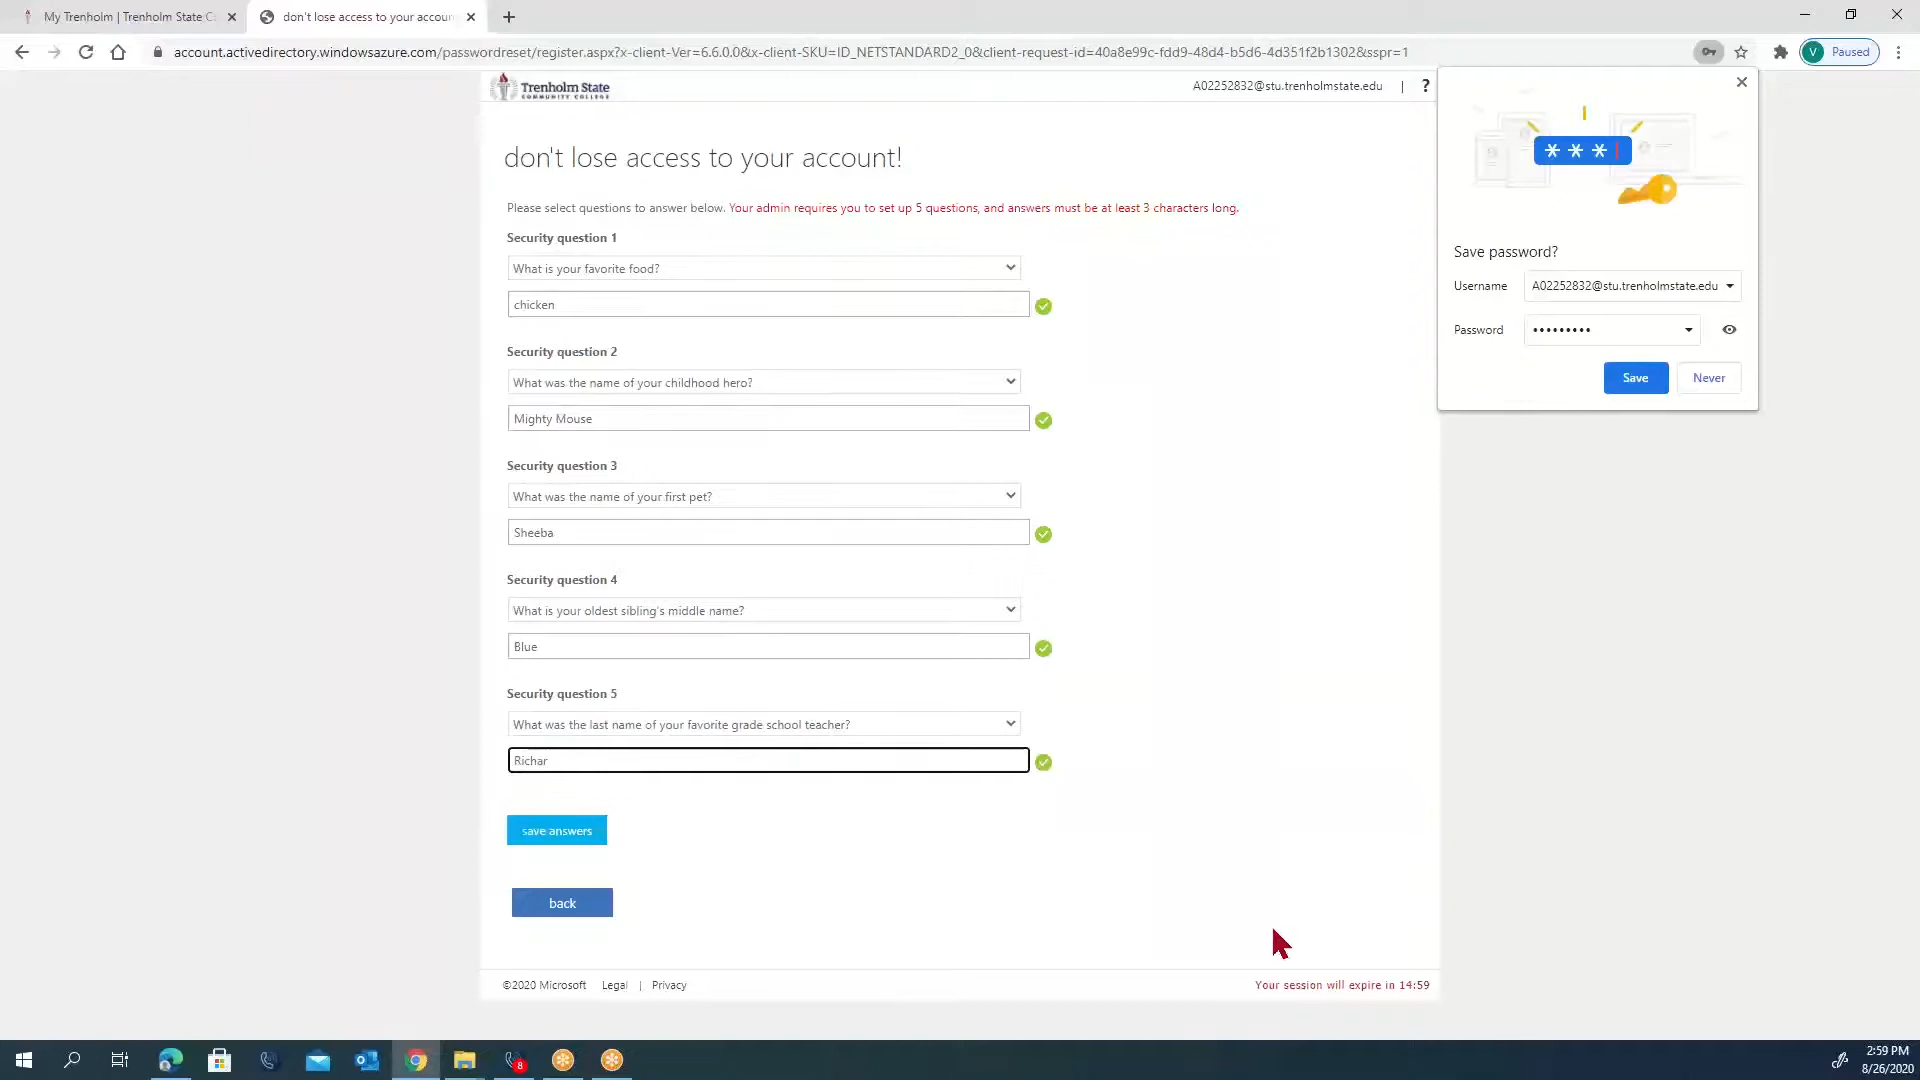 My Trenholm | Trenholm State C
don't lose access to your accoun
account.activedirectory.windowsazure.com/passwordreset/register.aspx?x-client-Ver=6.6.0.0&x-client-SKU=ID_NETSTANDARD2_0&client-request-id=40a8e99c-fdd9-48d4-b5d6-4d351f2b1302&sspr=1
V Paused
Trenholm State
COMMUNITY COLLEGE
A02252832@stu.trenholmstate.edu | ?
don't lose access to your account!
Please select questions to answer below. Your admin requires you to set up 5 questions, and answers must be at least 3 characters long.
Security question 1
What is your favorite food?
chicken
Security question 2
What was the name of your childhood hero?
Mighty Mouse
Security question 3
What was the name of your first pet?
Sheeba
Security question 4
What is your oldest sibling's middle name?
Blue
Security question 5
What was the last name of your favorite grade school teacher?
Richar
save answers
back
©2020 Microsoft Legal | Privacy
Your session will expire in 14:59
***
Save password?
Username A02252832@stu.trenholmstate.edu
Password •••••••••
Save Never
8
2:59 PM
8/26/2020